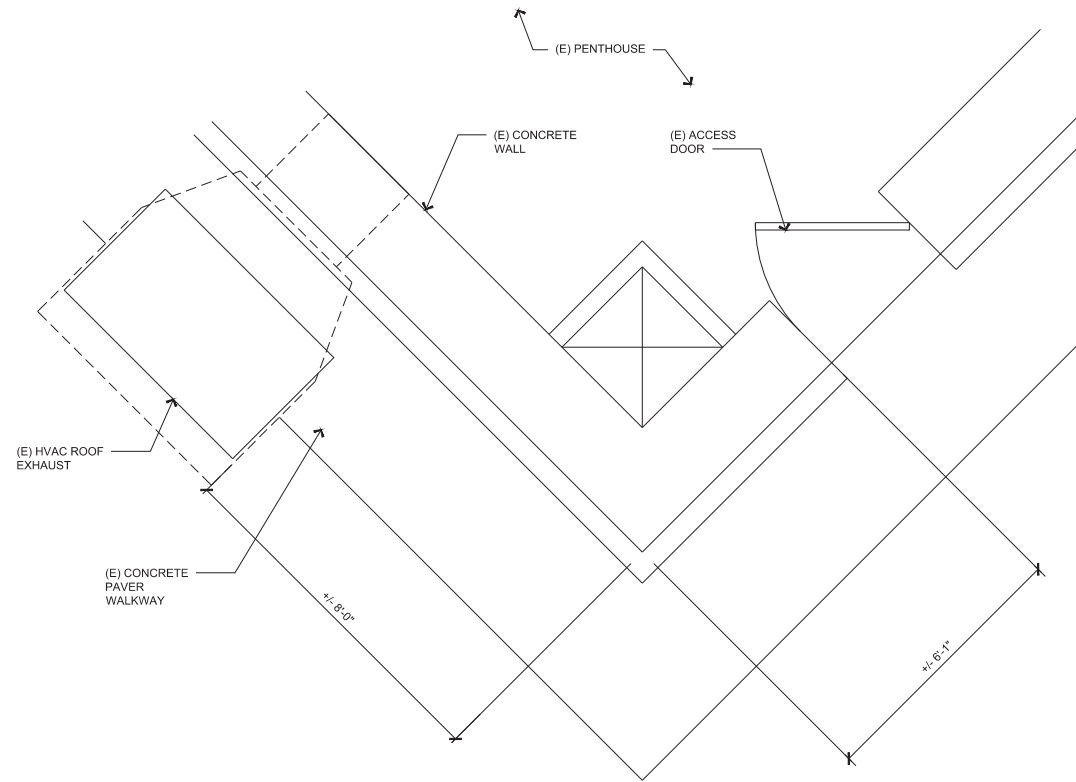 (E) PENTHOUSE
(E) CONCRETE
WALL
(E) ACCESS
DOOR
(E) HVAC ROOF
EXHAUST
(E) CONCRETE
PAVER
WALKWAY
+/- 8'-0"
+/- 6'-1"